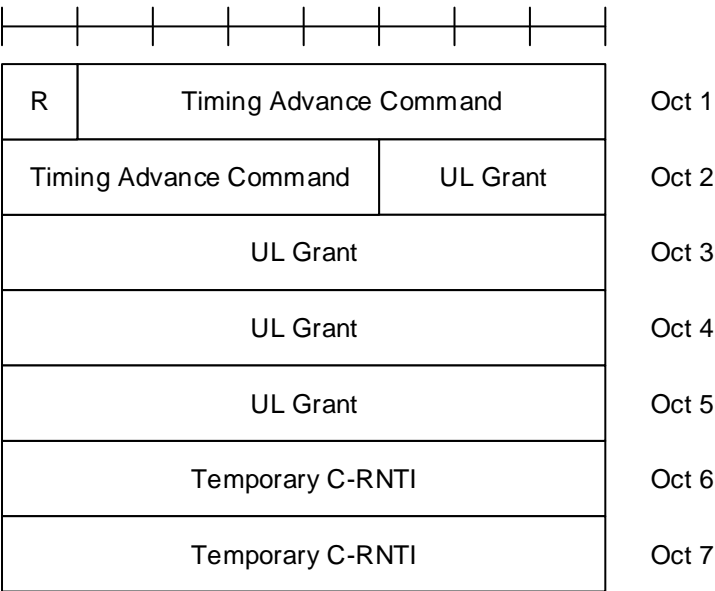 R Timing Advance Command Oct 1
Timing Advance Command UL Grant Oct 2
UL Grant Oct 3
UL Grant Oct 4
UL Grant Oct 5
Temporary C-RNTI Oct 6
Temporary C-RNTI Oct 7